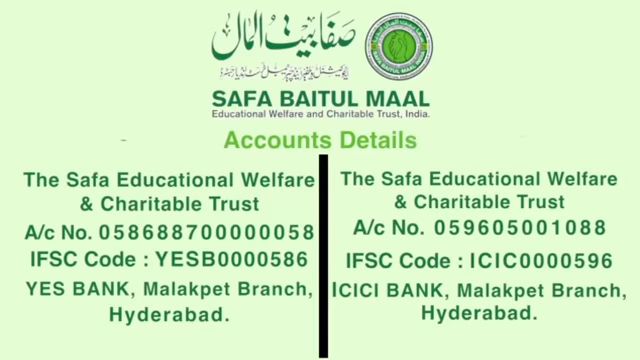 صفا بیت المال
SAFA BAITUL MAAL
Educational Welfare and Charitable Trust, India.
Accounts Details
The Safa Educational Welfare
& Charitable Trust
A/c No. 058688700000058
IFSC Code : YESB0000586
YES BANK, Malakpet Branch,
Hyderabad.
The Safa Educational Welfare
& Charitable Trust
A/c No. 059605001088
IFSC Code : ICIC0000596
ICICI BANK, Malakpet Branch,
Hyderabad.